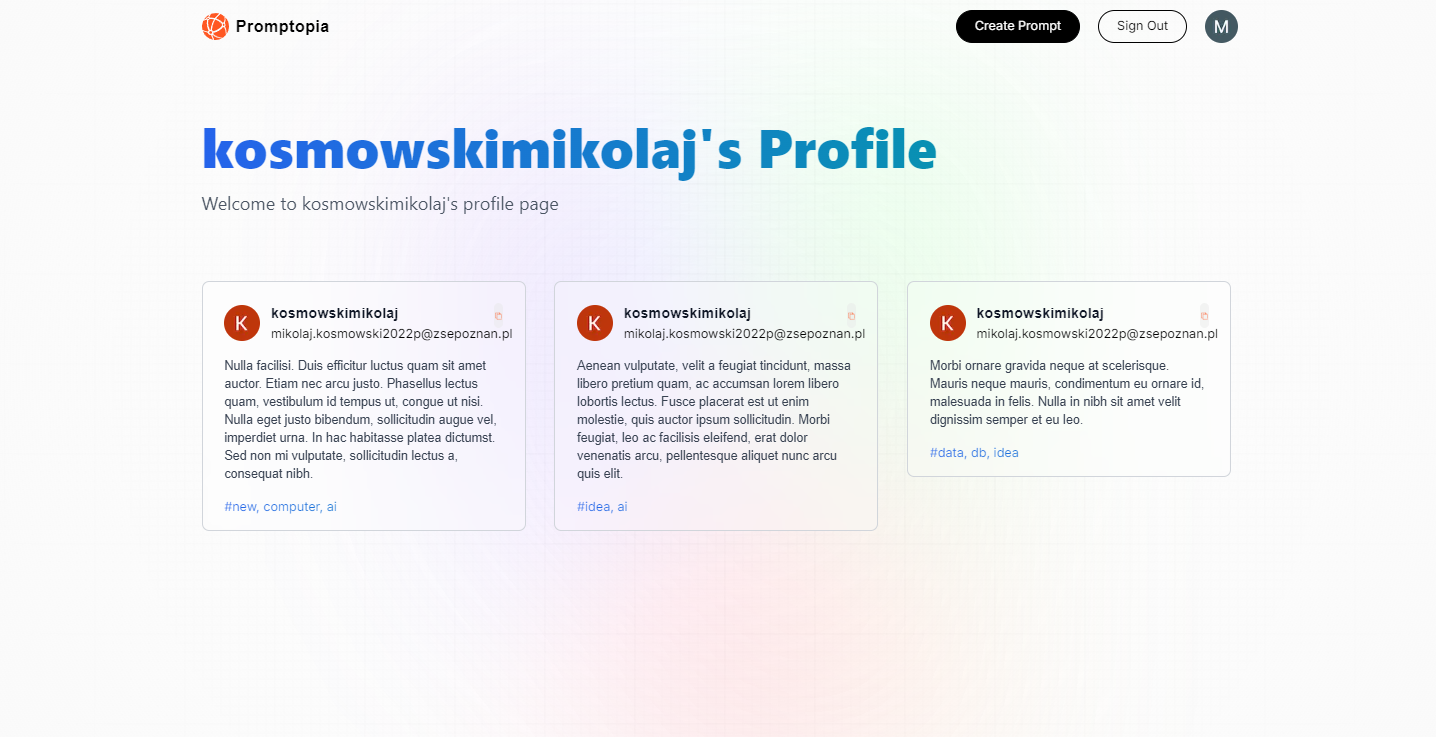 Promptopia
Create Prompt
Sign Out
M
kosmowskimikolaj's Profile
Welcome to kosmowskimikolaj's profile page
K
kosmowskimikolaj
mikolaj.kosmowski2022p@zsepoznan.pl
Nulla facilisi. Duis efficitur luctus quam sit amet
auctor. Etiam nec arcu justo. Phasellus lectus
quam, vestibulum id tempus ut, congue ut nisi.
Nulla eget justo bibendum, sollicitudin augue vel,
imperdiet urna. In hac habitasse platea dictumst.
Sed non mi vulputate, sollicitudin lectus a,
consequat nibh.
#new, computer, ai
K
kosmowskimikolaj
mikolaj.kosmowski2022p@zsepoznan.pl
Aenean vulputate, velit a feugiat tincidunt, massa
libero pretium quam, ac accumsan lorem libero
lobortis lectus. Fusce placerat est ut enim
molestie, quis auctor ipsum sollicitudin. Morbi
feugiat, leo ac facilisis eleifend, erat dolor
venenatis arcu, pellentesque aliquet nunc arcu
quis elit.
#idea, ai
K
kosmowskimikolaj
mikolaj.kosmowski2022p@zsepoznan.pl
Morbi ornare gravida neque at scelerisque.
Mauris neque mauris, condimentum eu ornare id,
malesuada in felis. Nulla in nibh sit amet velit
dignissim semper et eu leo.
#data, db, idea